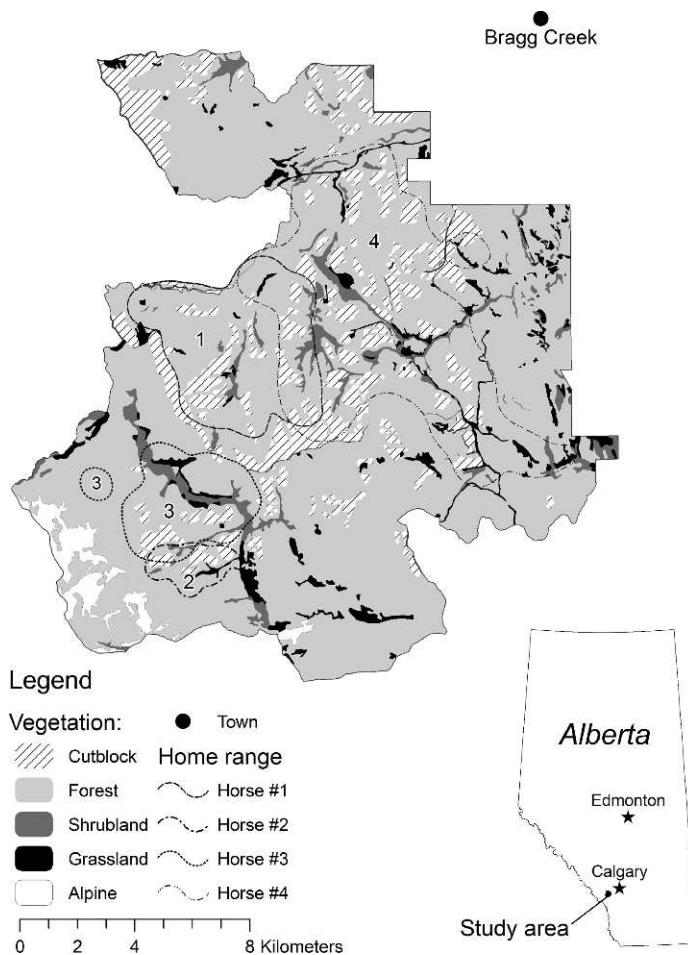 Bragg Creek
4
1
3
3
2
Legend
Vegetation:
Town
Cutblock
Home range
Forest
Horse #1
Shrubland
Horse #2
Grassland
Horse #3
Alpine
Horse #4
0 2 4 8 Kilometers
Alberta
Edmonton
Calgary
Study area